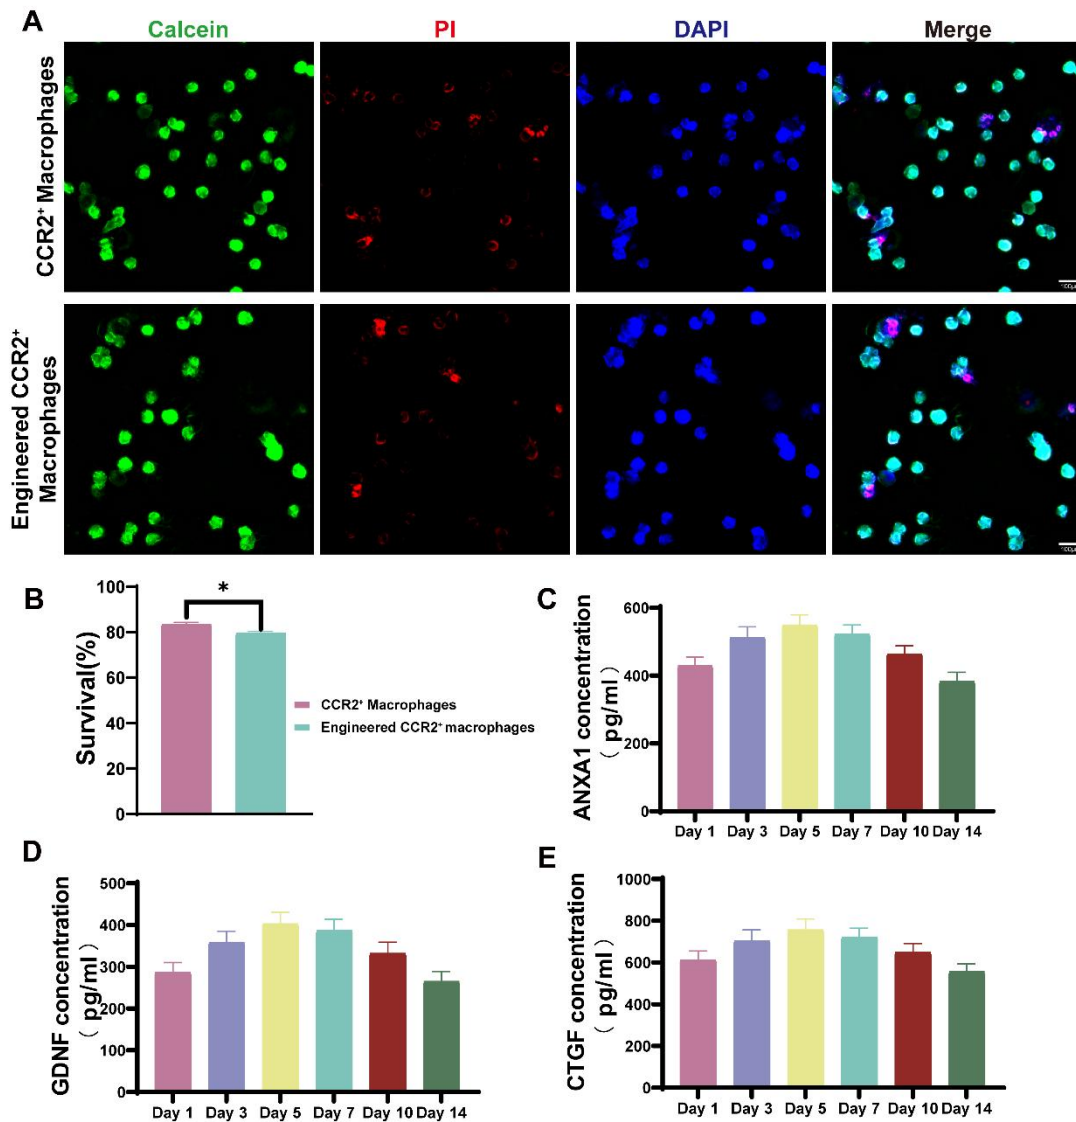 A
Calcein
PI
DAPI
Merge
CCR2⁺ Macrophages
100μ
Engineered CCR2⁺
Macrophages
100μ
B
Survival(%)
100
80
60
40
20
0
*
CCR2⁺ Macrophages
Engineered CCR2⁺ macrophages
C
ANXA1 concentration
( pg/ml )
600
400
200
0
Day 1 Day 3 Day 5 Day 7 Day 10 Day 14
D
GDNF concentration
( pg/ml )
500
400
300
200
100
0
Day 1 Day 3 Day 5 Day 7 Day 10 Day 14
E
CTGF concentration
( pg/ml )
1000
800
600
400
200
0
Day 1 Day 3 Day 5 Day 7 Day 10 Day 14